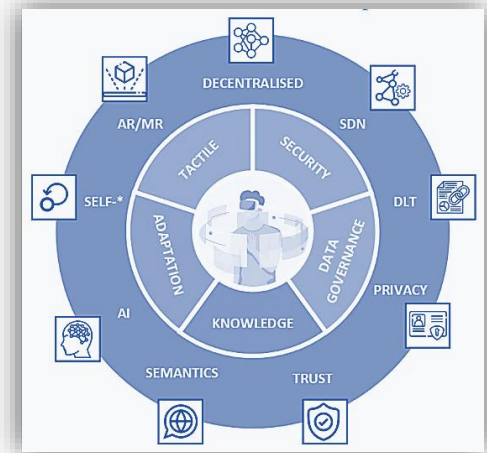 DECENTRALISED
AR/MR
SDN
TACTILE
SECURITY
SELF-*
DLT
ADAPTATION
DATA
GOVERNANCE
PRIVACY
AI
KNOWLEDGE
SEMANTICS
TRUST